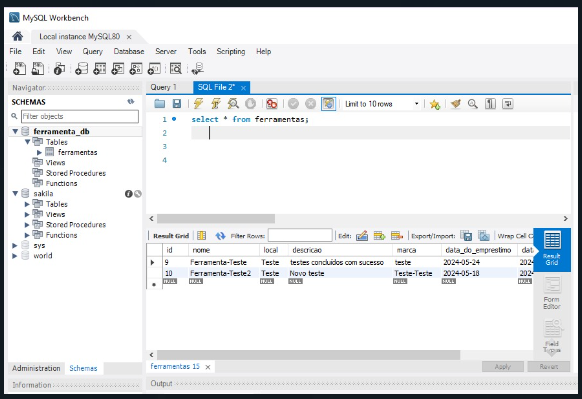 MySQL Workbench
Local instance MySQL80 ×
File Edit View Query Database Server Tools Scripting Help
Navigator
SCHEMAS
Filter objects
ferramenta_db
Tables
ferramentas
Views
Stored Procedures
Functions
sakila
Tables
Views
Stored Procedures
Functions
sys
world
Administration Schemas
Information
Query 1 SQL File 2* ×
Limit to 10 rows
1 select * from ferramentas;
2
3
4
Result Grid Filter Rows: Edit: Export/Import: Wrap Cell C
id nome local descricao marca data_do_emprestimo dat
9 Ferramenta-Teste Teste testes concluidos com sucesso teste 2024-05-24 2024
10 Ferramenta-Teste2 Teste Novo teste Teste-Teste 2024-05-18 2024
NULL NULL NULL NULL NULL NULL NULL
Result Grid
Form Editor
Field Types
ferramentas 15 ×
Apply Revert
Output